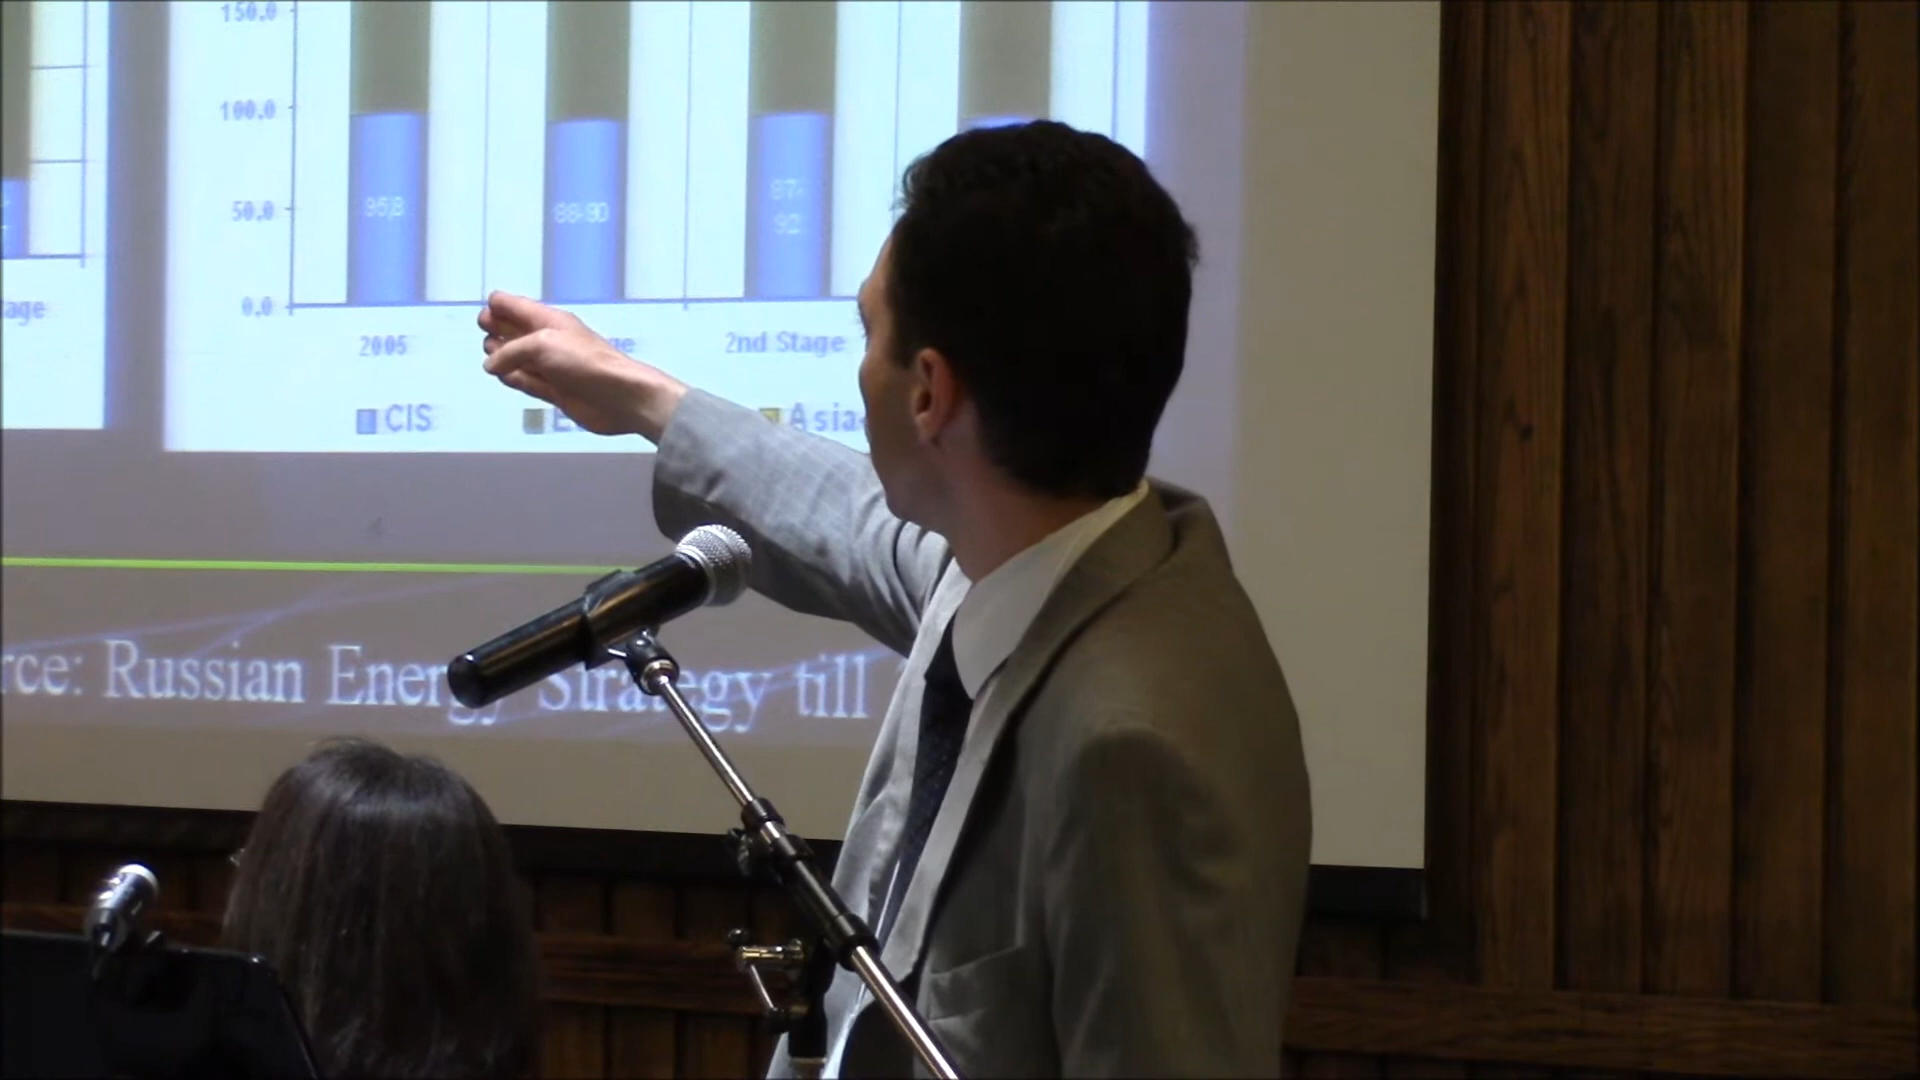 150.0
100.0
50.0
0.0
95,8
88-90
87-
92
2005
2nd Stage
CIS
Asia-
Russian Energy Strategy till